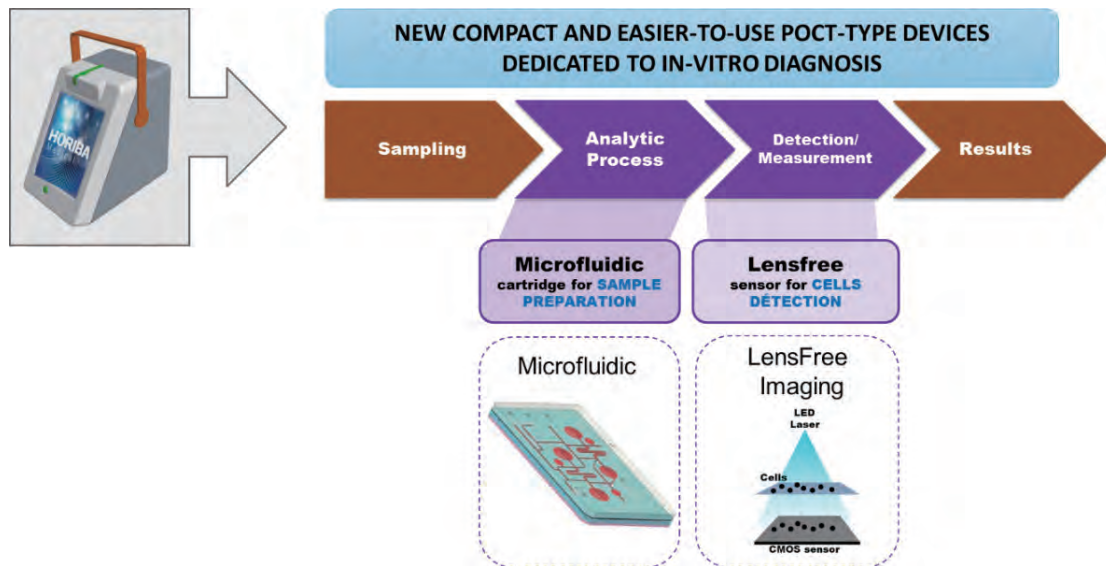 NEW COMPACT AND EASIER-TO-USE POCT-TYPE DEVICES
DEDICATED TO IN-VITRO DIAGNOSIS
HORIBA
Medical
Sampling
Analytic
Process
Detection/
Measurement
Results
Microfluidic
cartridge for SAMPLE
PREPARATION
Lensfree
sensor for CELLS
DÉTECTION
Microfluidic
LensFree
Imaging
LED
Laser
Cells
CMOS sensor